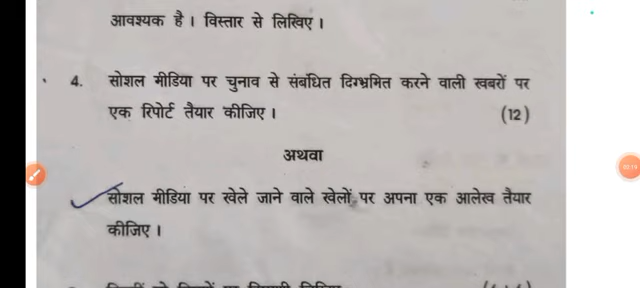 आवश्यक है। विस्तार से लिखिए।
4. सोशल मीडिया पर चुनाव से संबंधित दिग्भ्रमित करने वाली खबरों पर
एक रिपोर्ट तैयार कीजिए। (12)
अथवा
सोशल मीडिया पर खेले जाने वाले खेलों पर अपना एक आलेख तैयार
कीजिए।